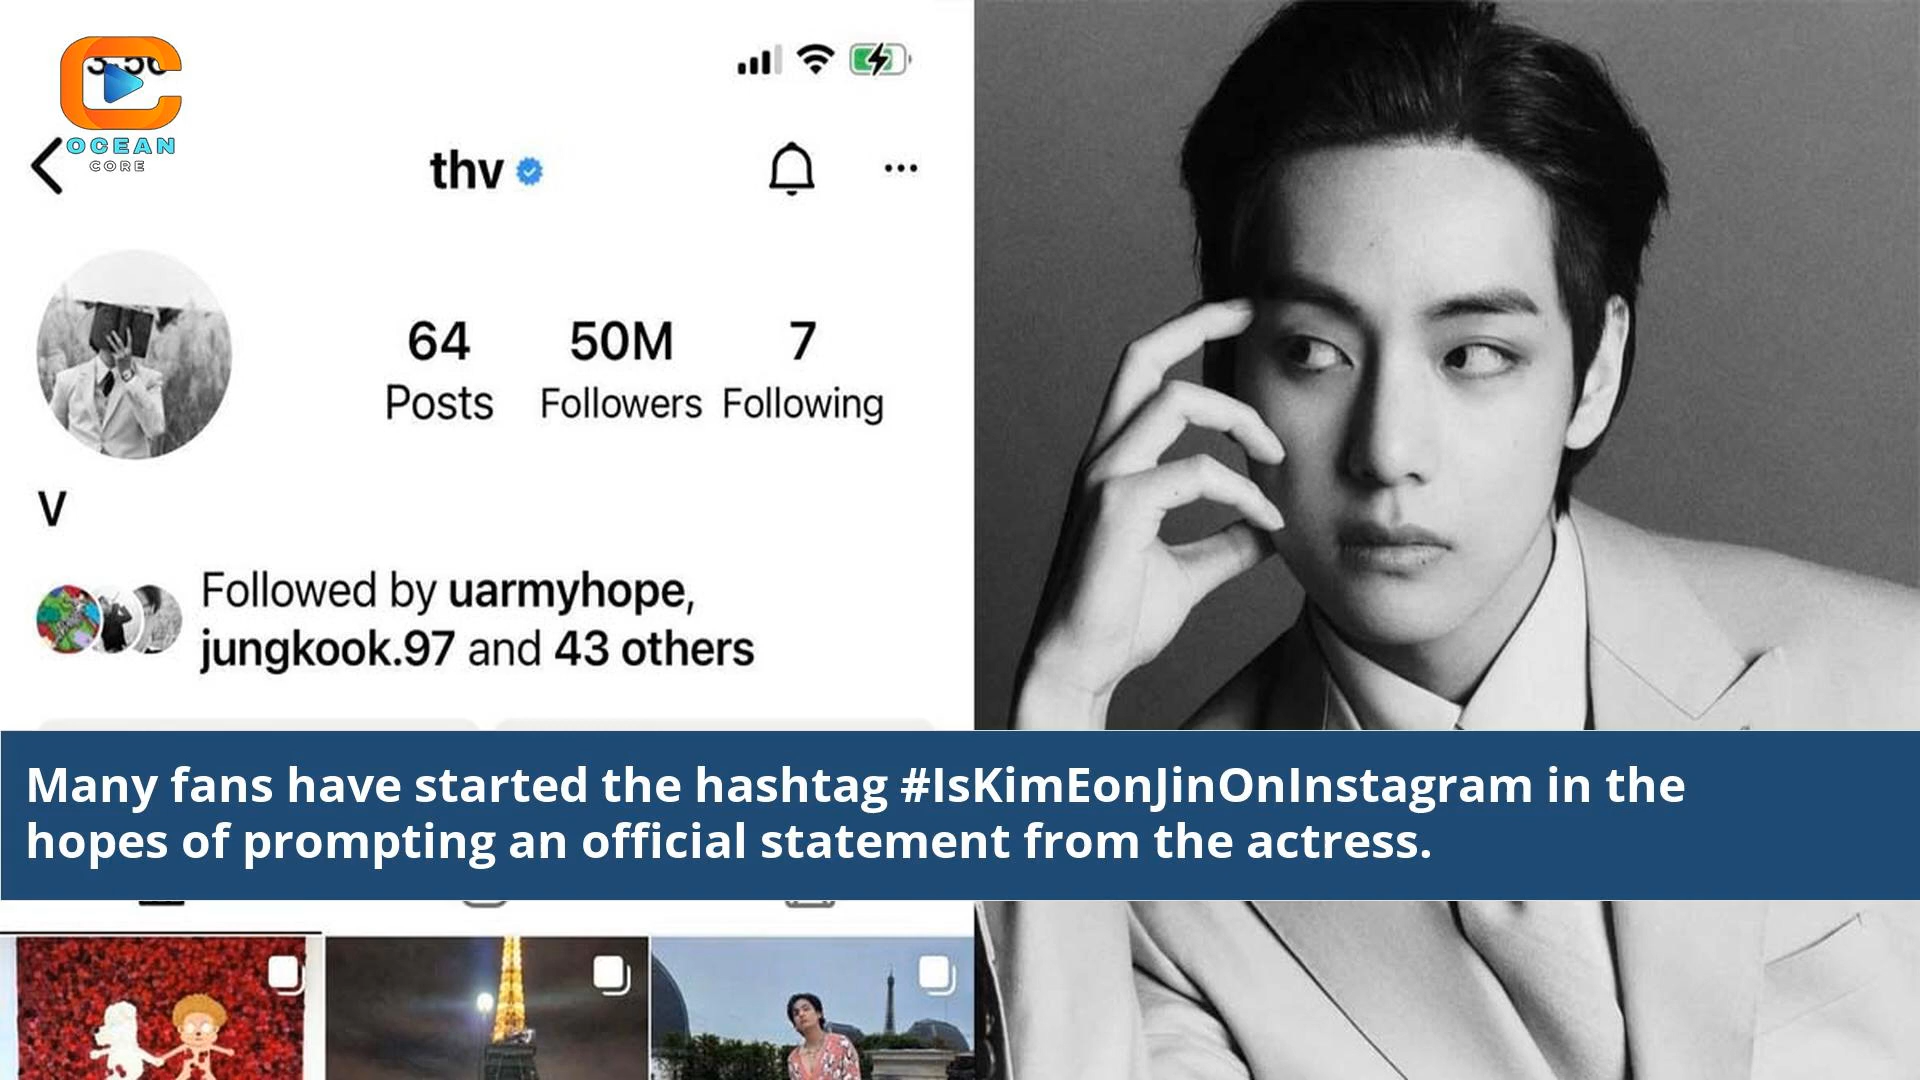 OCEAN
CORE
thv
64
50M
7
Posts
Followers
Following
V
Followed by uarmyhope,
jungkook.97 and 43 others
Many fans have started the hashtag #IsKimEonJinOnInstagram in the
hopes of prompting an official statement from the actress.